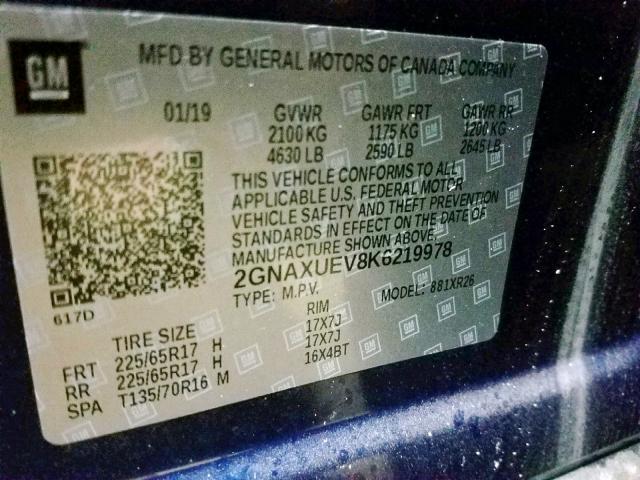 GM
MFD BY GENERAL MOTORS OF CANADA COMPANY
01/19 GVWR GAWR FRT GAWR RR
2100 KG 1175 KG 1200 KG
4630 LB 2590 LB 2645 LB
THIS VEHICLE CONFORMS TO ALL
APPLICABLE U.S. FEDERAL MOTOR
VEHICLE SAFETY AND THEFT PREVENTION
STANDARDS IN EFFECT ON THE DATE OF
MANUFACTURE SHOWN ABOVE.
2GNAXUEV8K6219978
TYPE: M.P.V. MODEL: 881XR26
617D
TIRE SIZE RIM
FRT 225/65R17 H 17X7J
RR 225/65R17 H 17X7J
SPA T135/70R16 M 16X4BT